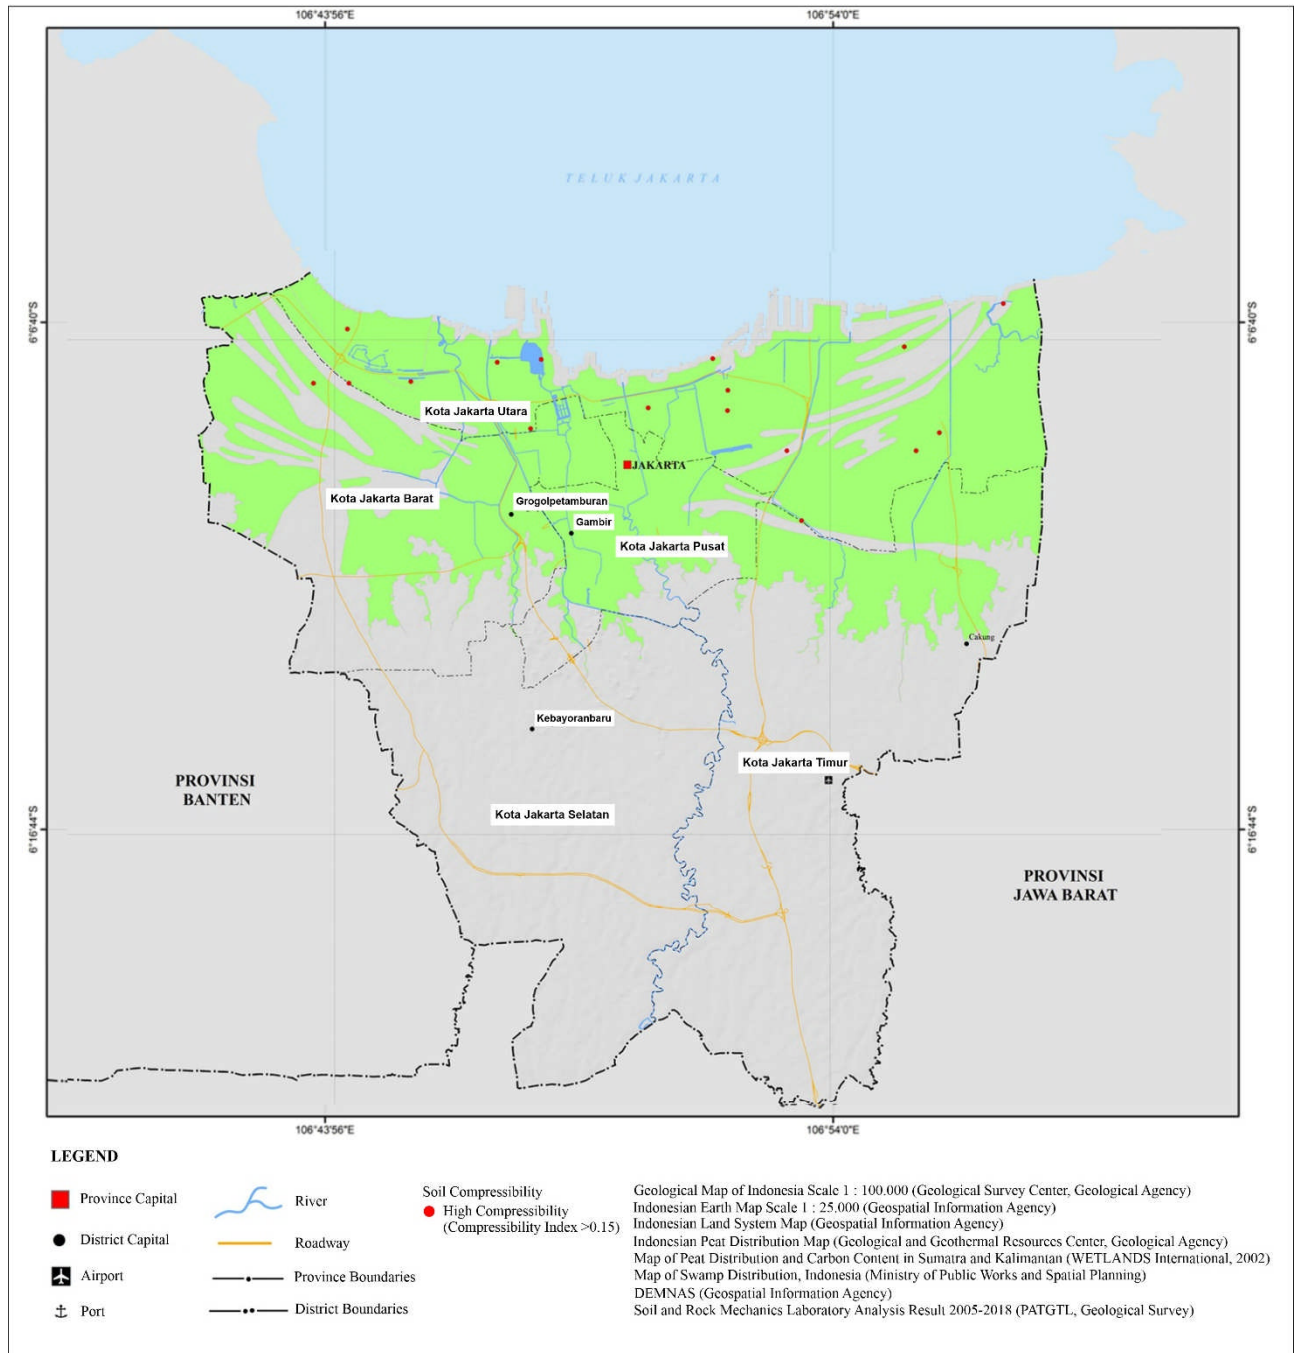 106°43'56"E
106°54'0"E
TELUK JAKARTA
6°6'40"S
6°6'40"S
Kota Jakarta Utara
JAKARTA
Kota Jakarta Barat
Grogolpetamburan
Gambir
Kota Jakarta Pusat
Cakung
Kebayoranbaru
Kota Jakarta Timur
PROVINSI
BANTEN
Kota Jakarta Selatan
6°16'44"S
6°16'44"S
PROVINSI
JAWA BARAT
106°43'56"E
106°54'0"E
LEGEND
Province Capital
District Capital
Airport
Port
River
Roadway
Province Boundaries
District Boundaries
Soil Compressibility
High Compressibility
(Compressibility Index >0.15)
Geological Map of Indonesia Scale 1 : 100.000 (Geological Survey Center, Geological Agency)
Indonesian Earth Map Scale 1 : 25.000 (Geospatial Information Agency)
Indonesian Land System Map (Geospatial Information Agency)
Indonesian Peat Distribution Map (Geological and Geothermal Resources Center, Geological Agency)
Map of Peat Distribution and Carbon Content in Sumatra and Kalimantan (WETLANDS International, 2002)
Map of Swamp Distribution, Indonesia (Ministry of Public Works and Spatial Planning)
DEMNAS (Geospatial Information Agency)
Soil and Rock Mechanics Laboratory Analysis Result 2005-2018 (PATGTL, Geological Survey)